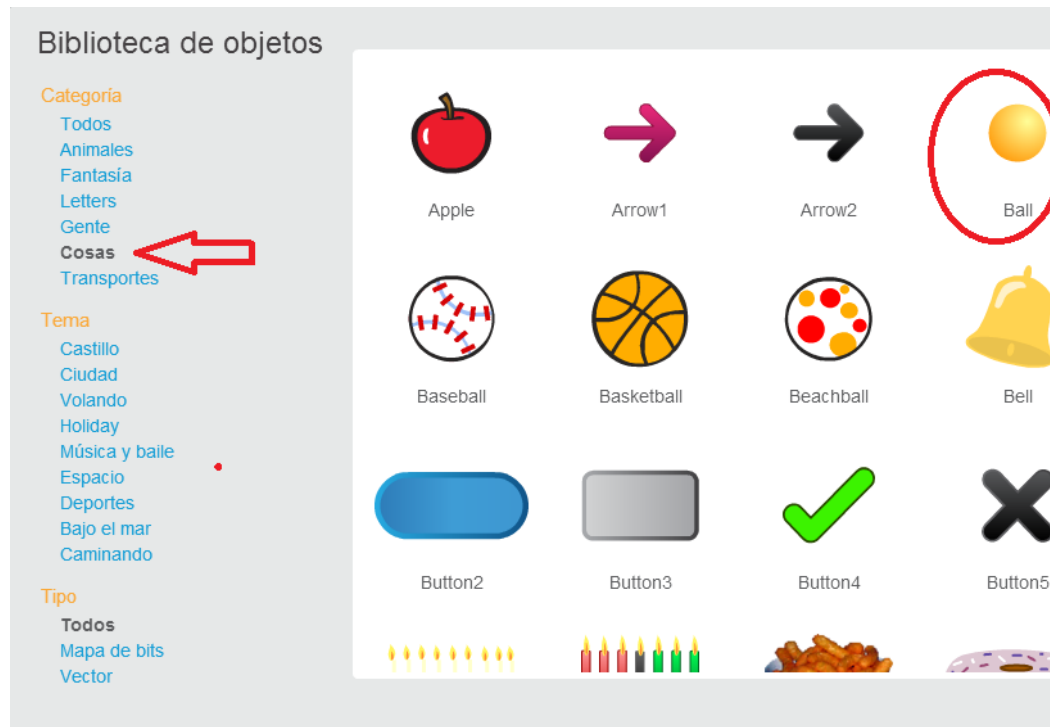 Biblioteca de objetos
Categoría
Todos
Animales
Fantasía
Letters
Gente
Cosas
Transportes
Tema
Castillo
Ciudad
Volando
Holiday
Música y baile
Espacio
Deportes
Bajo el mar
Caminando
Tipo
Todos
Mapa de bits
Vector
Apple Arrow1 Arrow2 Ball
Baseball Basketball Beachball Bell
Button2 Button3 Button4 Button5